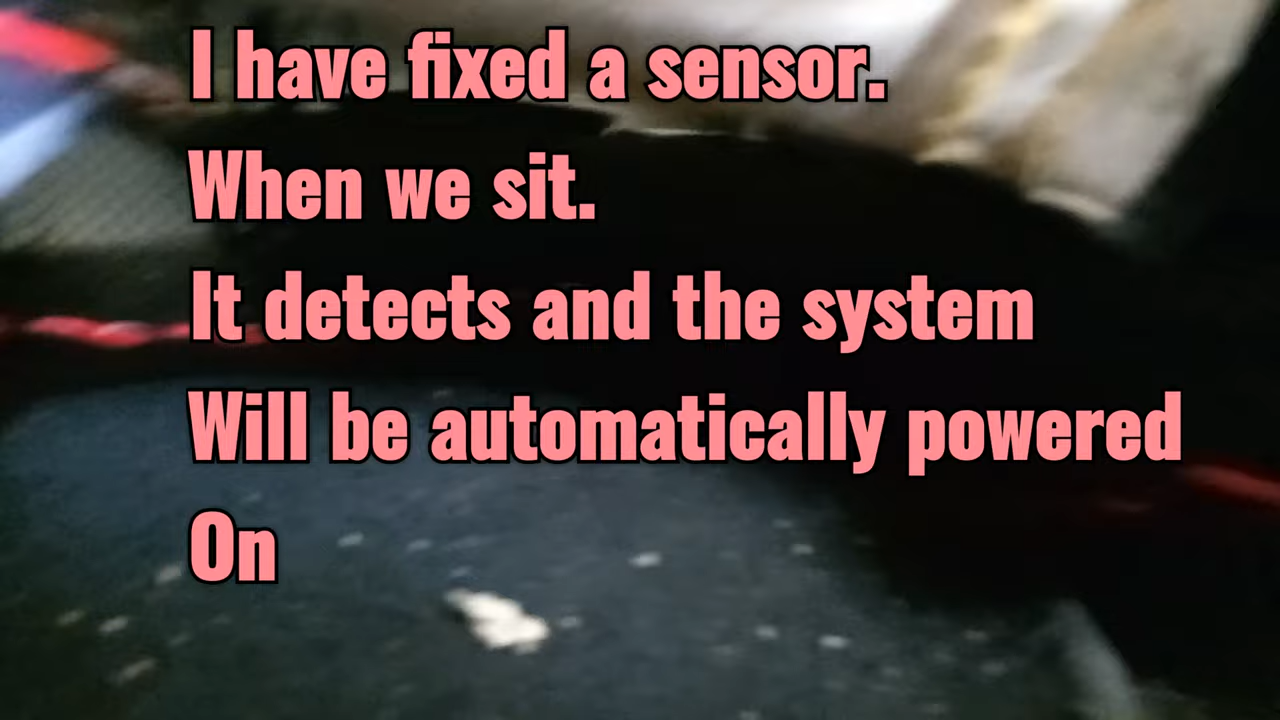 I have fixed a sensor.
When we sit.
It detects and the system
Will be automatically powered
On